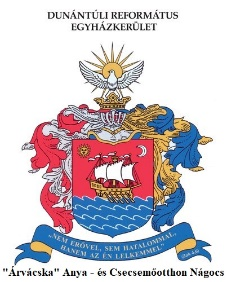 DUNÁNTÚLI REFORMÁTUS
EGYHÁZKERÜLET
„NEM ERŐVEL, SEM HATALOMMAL,
HANEM AZ ÉN LELKEMMEL”
"Árvácska" Anya - és Csecsemőotthon Nágocs